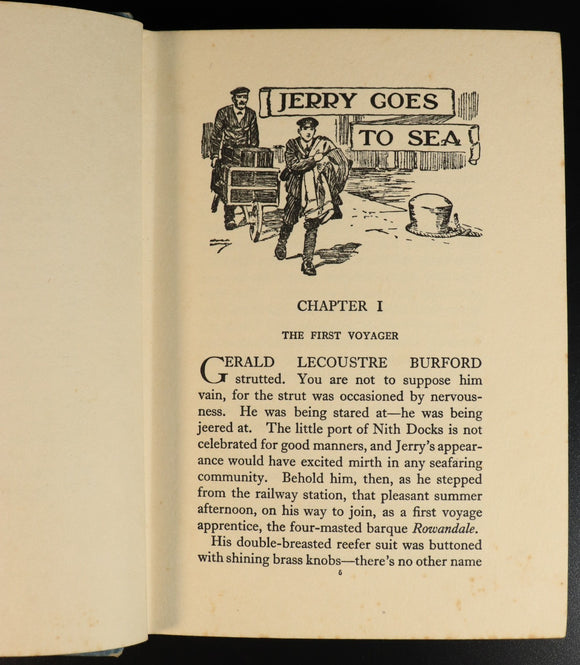 JERRY GOES
TO SEA
CHAPTER I
THE FIRST VOYAGER
GERALD LECOUSTRE BURFORD
strutted. You are not to suppose him
vain, for the strut was occasioned by nervous-
ness. He was being stared at—he was being
jeered at. The little port of Nith Docks is not
celebrated for good manners, and Jerry's appear-
ance would have excited mirth in any seafaring
community. Behold him, then, as he stepped
from the railway station, that pleasant summer
afternoon, on his way to join, as a first voyage
apprentice, the four-masted barque Rowandale.
His double-breasted reefer suit was buttoned
with shining brass knobs—there's no other name